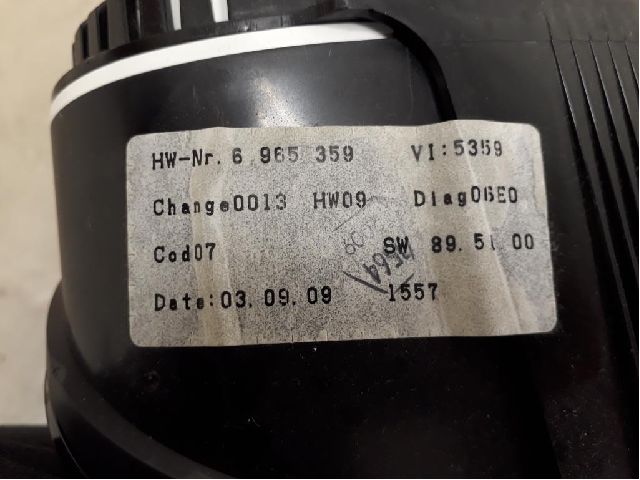 HW-Nr. 6 965 359 VI:5359
Change0013 HW09 Diag0BE0
Cod07 SW 89.51 00
Date:03.09.09 1557